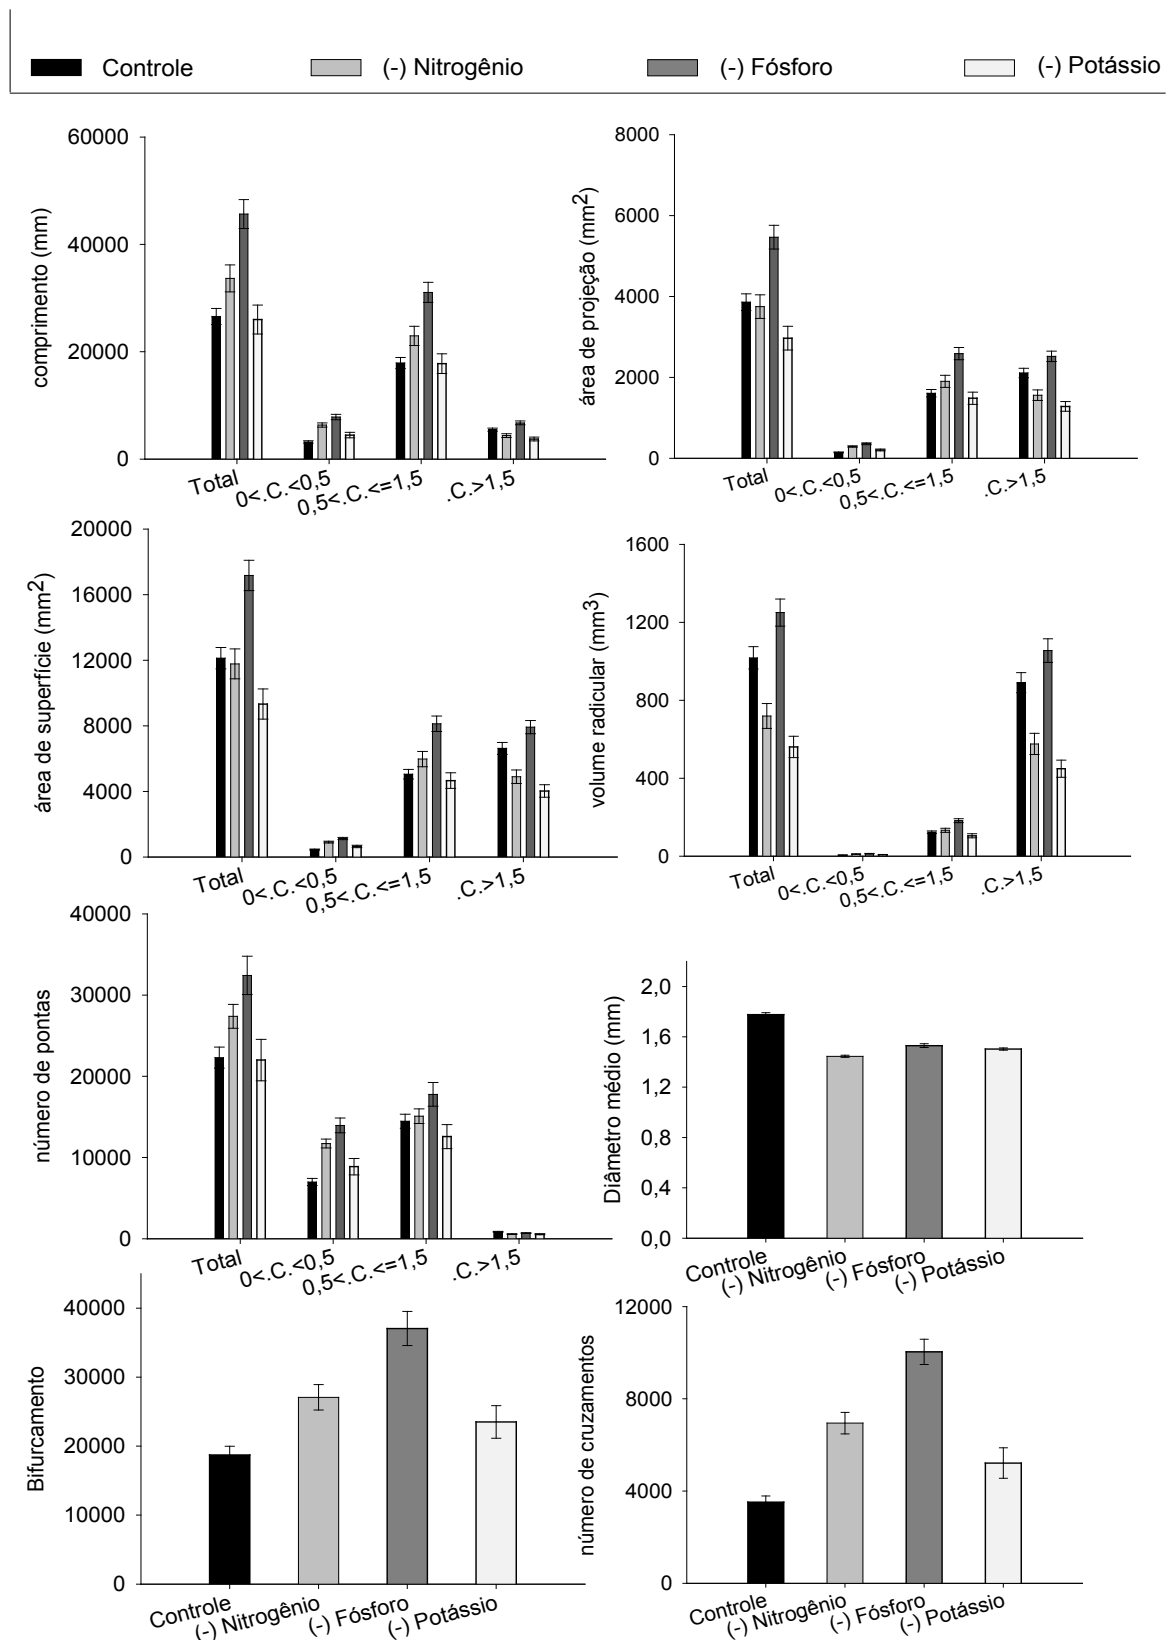 Controle (-) Nitrogênio (-) Fósforo (-) Potássio
comprimento (mm)
60000
40000
20000
0
Total 0<.C.<0,5 0,5<.C.<=1,5 .C.>1,5
área de projeção (mm2)
8000
6000
4000
2000
0
Total 0<.C.<0,5 0,5<.C.<=1,5 .C.>1,5
área de superfície (mm2)
20000
16000
12000
8000
4000
0
Total 0<.C.<0,5 0,5<.C.<=1,5 .C.>1,5
volume radicular (mm3)
1600
1200
800
400
0
Total 0<.C.<0,5 0,5<.C.<=1,5 .C.>1,5
número de pontas
40000
30000
20000
10000
0
Total 0<.C.<0,5 0,5<.C.<=1,5 .C.>1,5
Diâmetro médio (mm)
2,0
1,6
1,2
0,8
0,4
0,0
Controle (-) Nitrogênio (-) Fósforo (-) Potássio
Bifurcamento
40000
30000
20000
10000
0
Controle (-) Nitrogênio (-) Fósforo (-) Potássio
número de cruzamentos
12000
8000
4000
0
Controle (-) Nitrogênio (-) Fósforo (-) Potássio